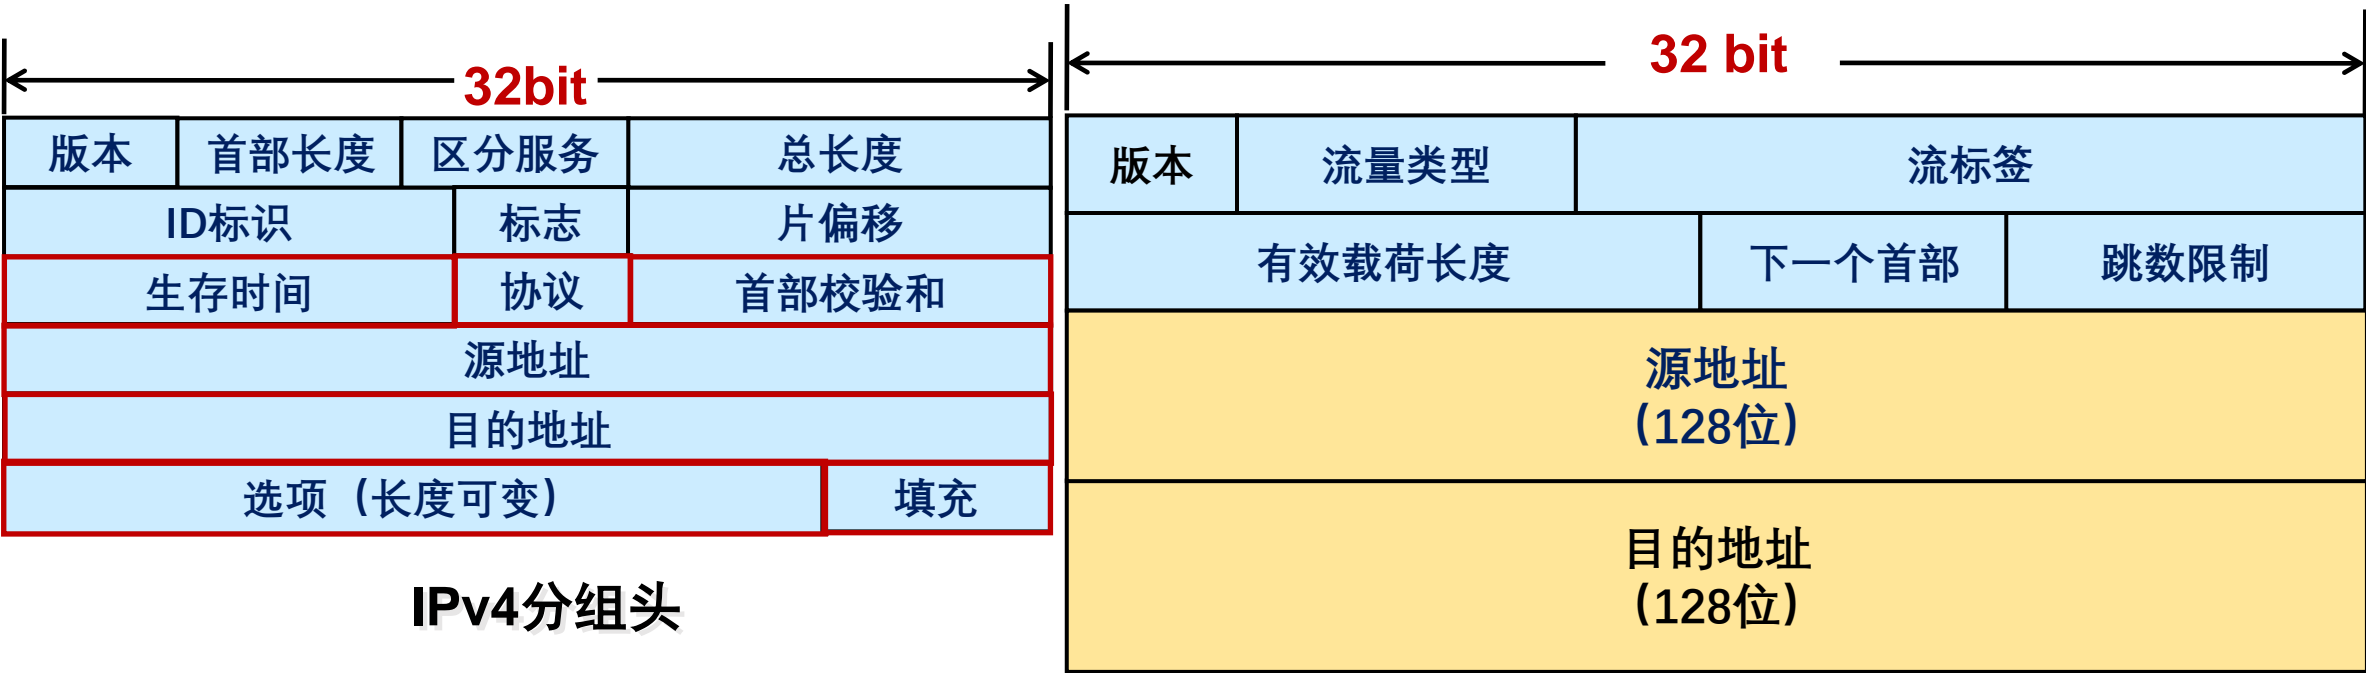 32bit
版本 首部长度 区分服务 总长度
ID标识 标志 片偏移
生存时间 协议 首部校验和
源地址
目的地址
选项（长度可变） 填充
IPv4分组头
32 bit
版本 流量类型 流标签
有效载荷长度 下一个首部 跳数限制
源地址
（128位）
目的地址
（128位）